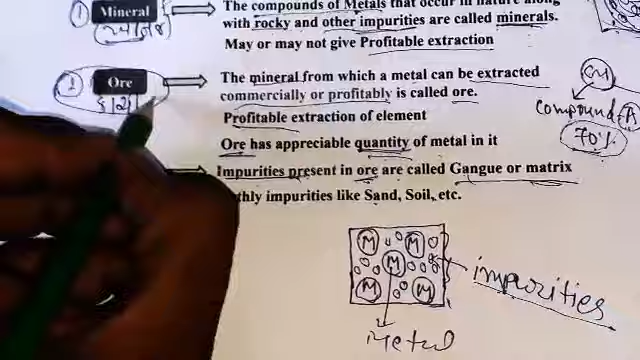 ① Mineral The compounds of Metals that occur in nature along
with rocky and other impurities are called minerals.
May or may not give Profitable extraction
① Ore The mineral from which a metal can be extracted
commercially or profitably is called ore.
Profitable extraction of element
Ore has appreciable quantity of metal in it
Impurities present in ore are called Gangue or matrix
impurities like Sand, Soil, etc.
Compound A
70%
M M
M
M M
impurities
Metal